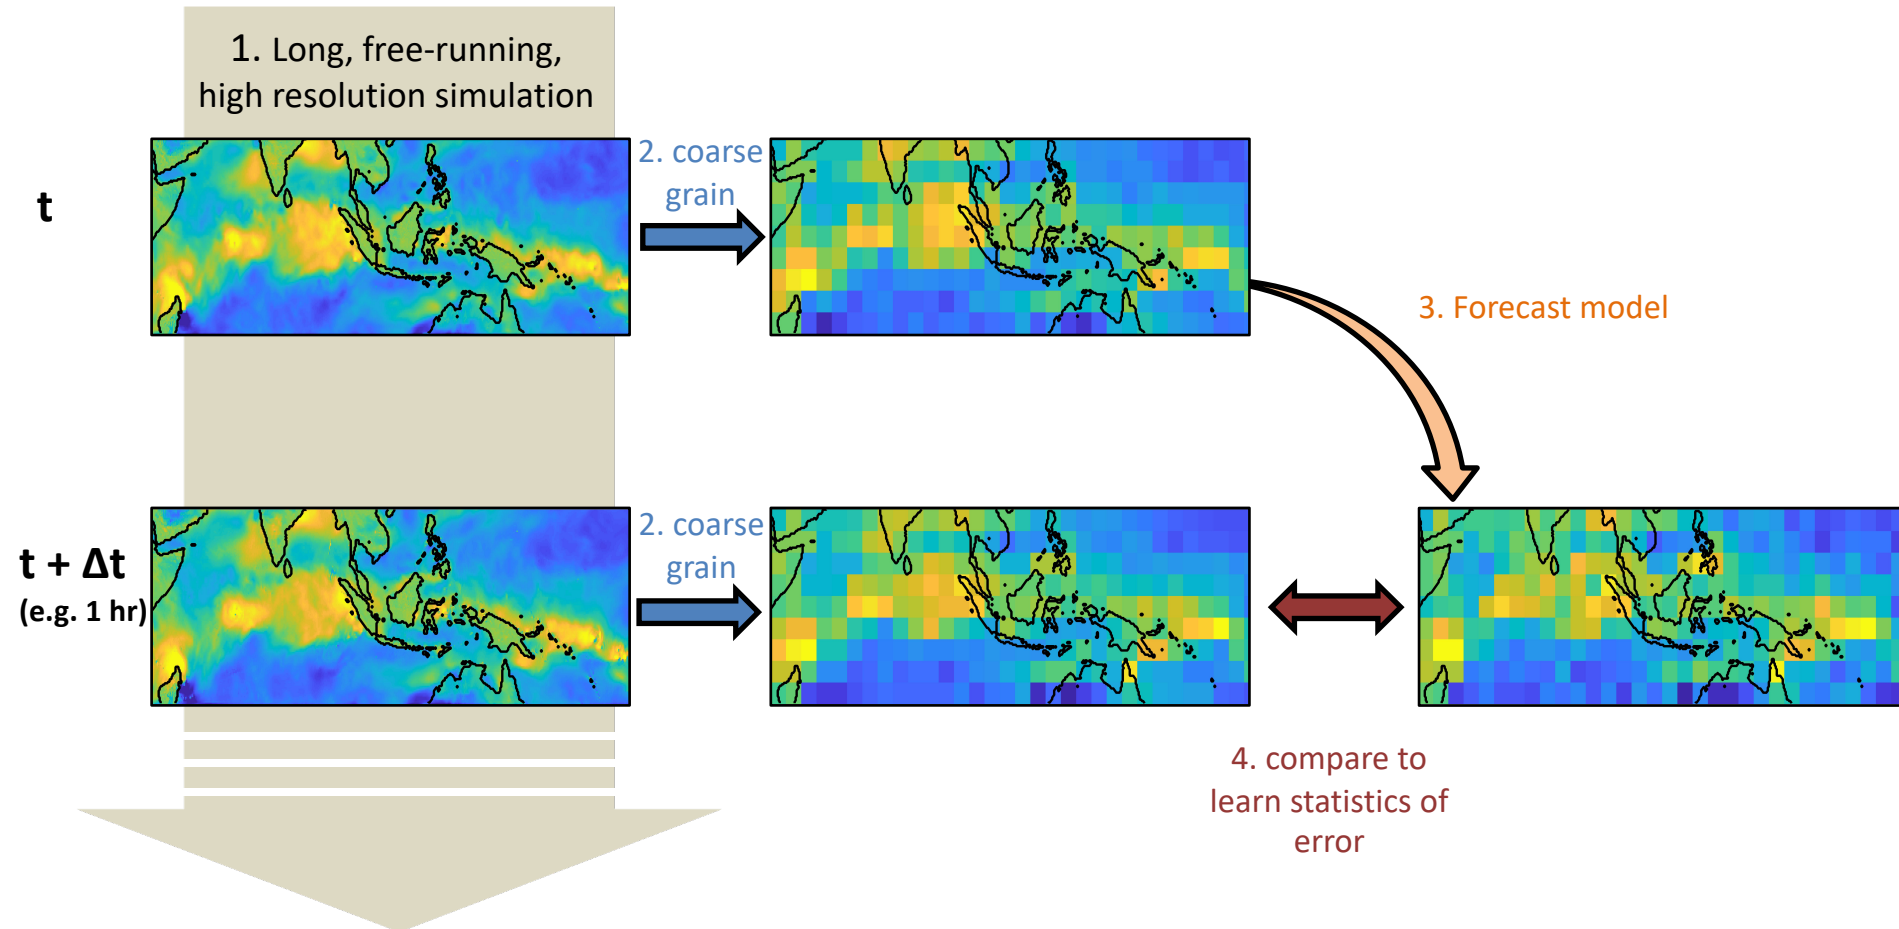 1. Long, free-running,
high resolution simulation
t
2. coarse
grain
3. Forecast model
t + Δt
(e.g. 1 hr)
2. coarse
grain
4. compare to
learn statistics of
error